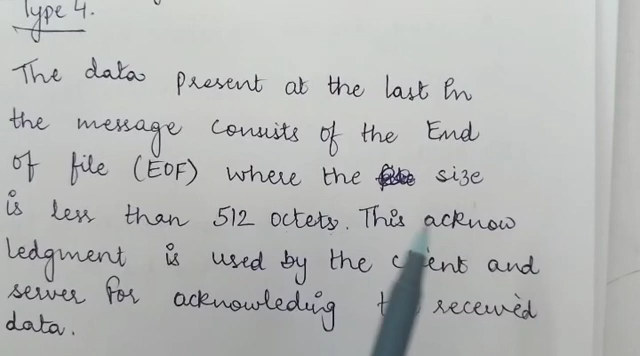 Type 4.
The data present at the last in
the message consists of the End
of file (EOF) where the size
is less than 512 octets. This acknow
ledgment is used by the client and
server for acknowleding the received
data.